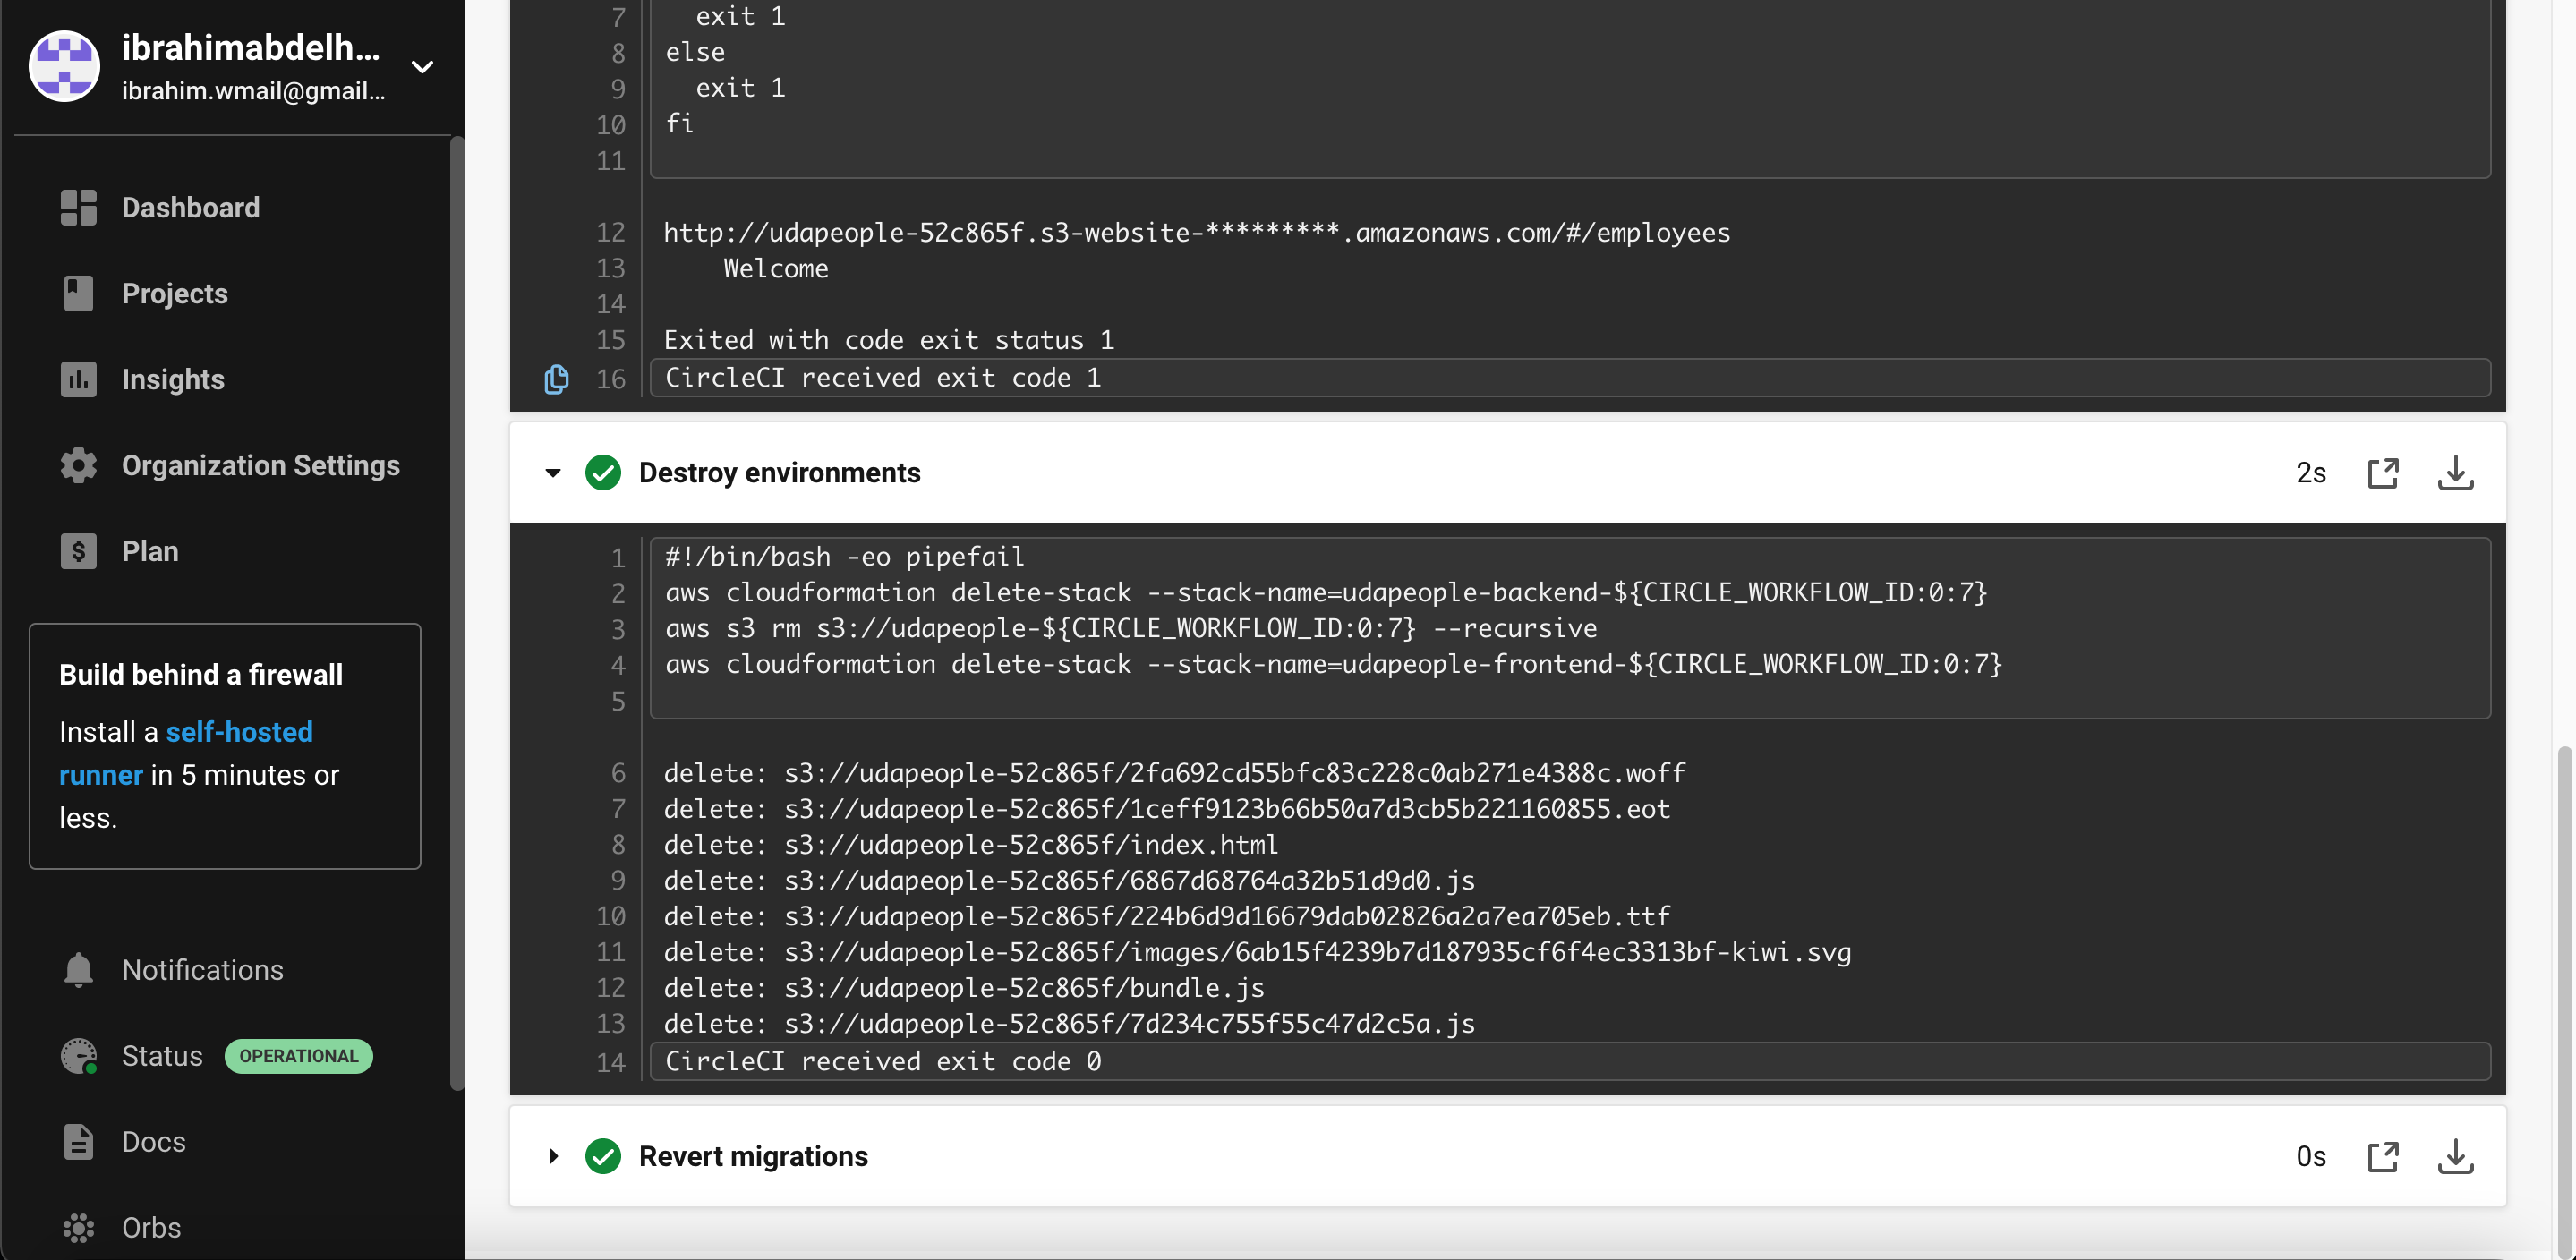 ibrahimabdelh...
ibrahim.wmail@gmail...
Dashboard
Projects
Insights
Organization Settings
Plan
Build behind a firewall
Install a self-hosted
runner in 5 minutes or
less.
Notifications
Status OPERATIONAL
Docs
Orbs
7 exit 1
8 else
9 exit 1
10 fi
11
12 http://udapeople-52c865f.s3-website-*********.amazonaws.com/#/employees
13 Welcome
14
15 Exited with code exit status 1
16 CircleCI received exit code 1
Destroy environments 2s
1 #!/bin/bash -eo pipefail
2 aws cloudformation delete-stack --stack-name=udapeople-backend-${CIRCLE_WORKFLOW_ID:0:7}
3 aws s3 rm s3://udapeople-${CIRCLE_WORKFLOW_ID:0:7} --recursive
4 aws cloudformation delete-stack --stack-name=udapeople-frontend-${CIRCLE_WORKFLOW_ID:0:7}
5
6 delete: s3://udapeople-52c865f/2fa692cd55bfc83c228c0ab271e4388c.woff
7 delete: s3://udapeople-52c865f/1ceff9123b66b50a7d3cb5b221160855.eot
8 delete: s3://udapeople-52c865f/index.html
9 delete: s3://udapeople-52c865f/6867d68764a32b51d9d0.js
10 delete: s3://udapeople-52c865f/224b6d9d16679dab02826a2a7ea705eb.ttf
11 delete: s3://udapeople-52c865f/images/6ab15f4239b7d187935cf6f4ec3313bf-kiwi.svg
12 delete: s3://udapeople-52c865f/bundle.js
13 delete: s3://udapeople-52c865f/7d234c755f55c47d2c5a.js
14 CircleCI received exit code 0
Revert migrations 0s